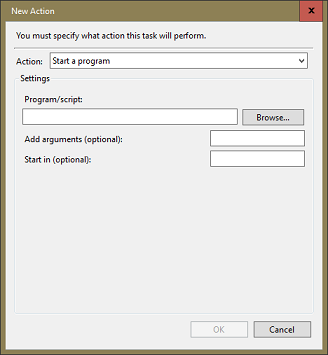 New Action
You must specify what action this task will perform.
Action: Start a program
Settings
Program/script:
Browse...
Add arguments (optional):
Start in (optional):
OK Cancel